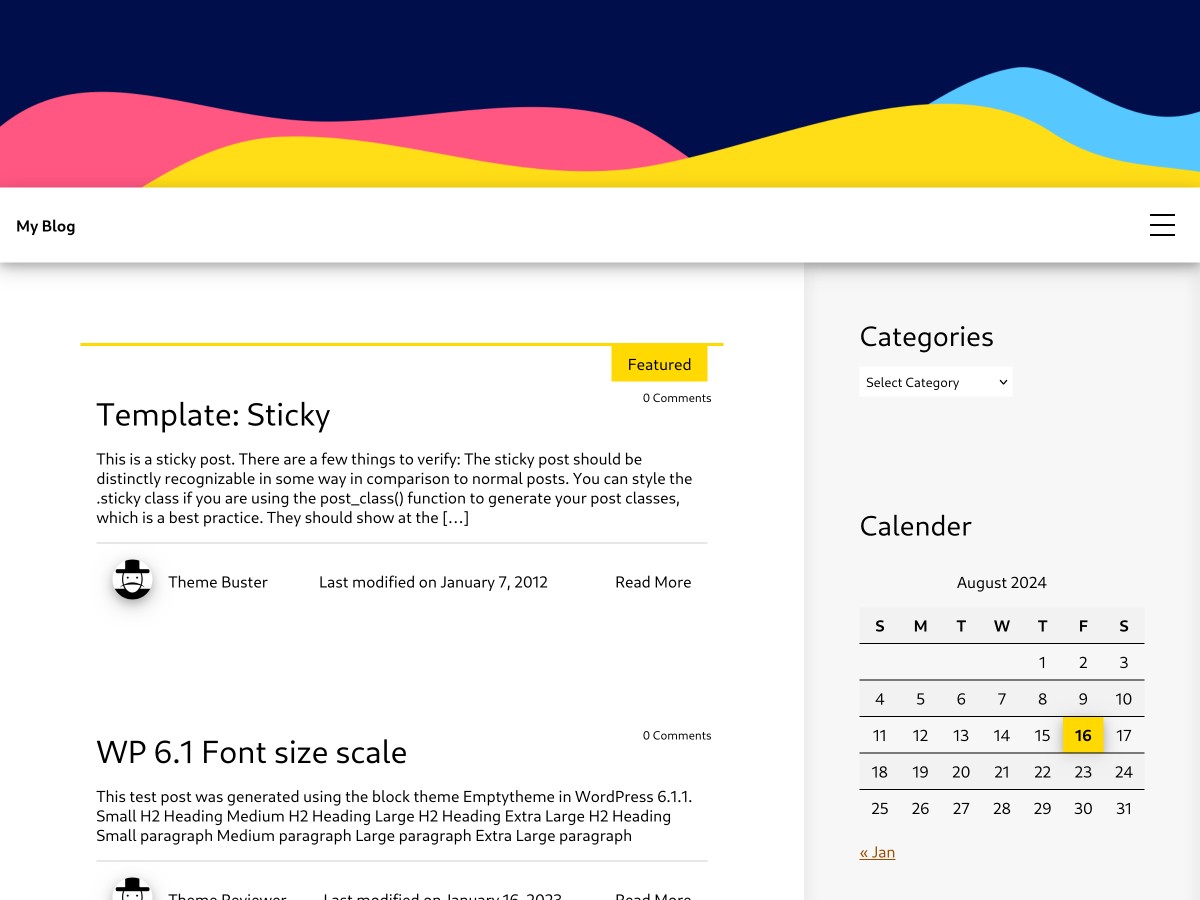 My Blog
Featured
0 Comments
Template: Sticky
This is a sticky post. There are a few things to verify: The sticky post should be
distinctly recognizable in some way in comparison to normal posts. You can style the
.sticky class if you are using the post_class() function to generate your post classes,
which is a best practice. They should show at the […]
Theme Buster Last modified on January 7, 2012 Read More
0 Comments
WP 6.1 Font size scale
This test post was generated using the block theme Emptytheme in WordPress 6.1.1.
Small H2 Heading Medium H2 Heading Large H2 Heading Extra Large H2 Heading
Small paragraph Medium paragraph Large paragraph Extra Large paragraph
Theme Reviewer Last modified on January 16, 2023 Read More
Categories
Select Category
Calender
August 2024
S M T W T F S
1 2 3
4 5 6 7 8 9 10
11 12 13 14 15 16 17
18 19 20 21 22 23 24
25 26 27 28 29 30 31
« Jan